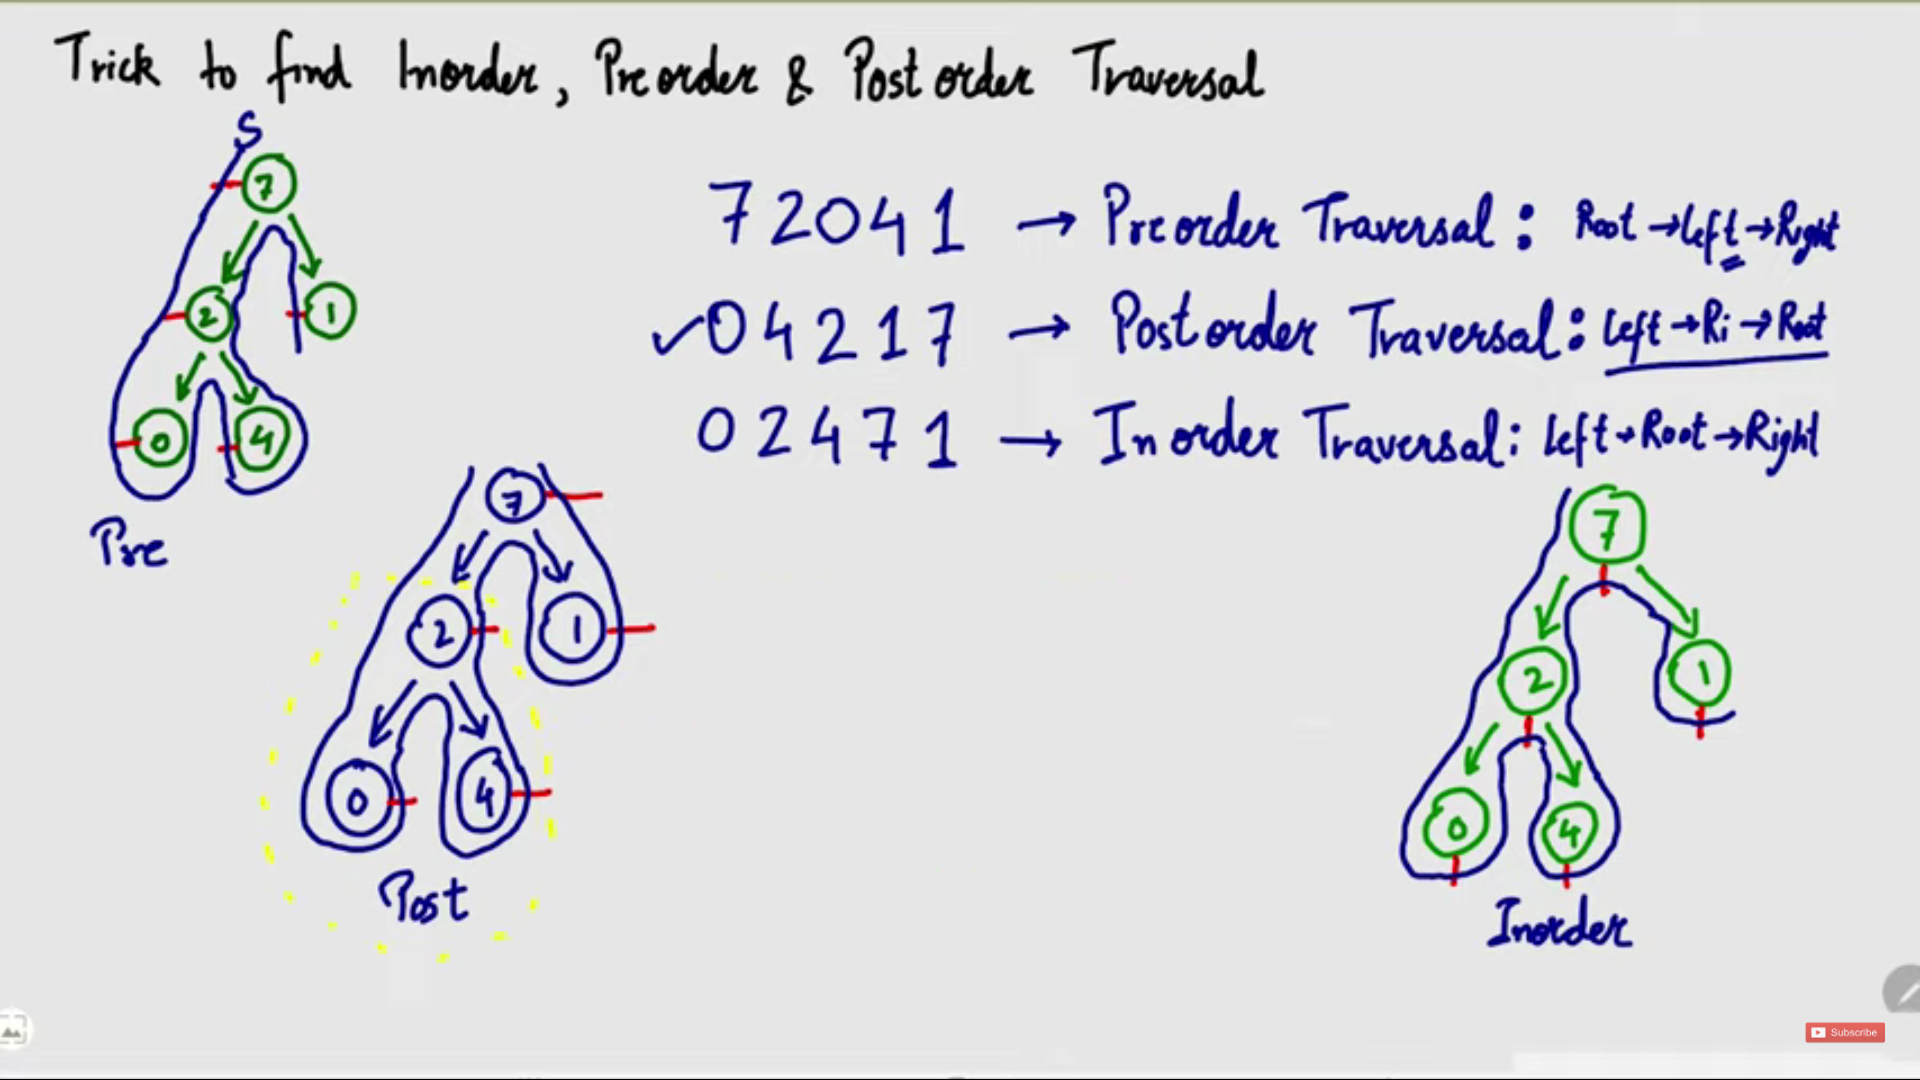 Trick to find Inorder, Preorder & Postorder Traversal
S
7
2 1
0 4
Pre
7 2 0 4 1 → Preorder Traversal : Root → Left → Right
✓ 0 4 2 1 7 → Postorder Traversal : Left → Ri → Root
0 2 4 7 1 → Inorder Traversal : Left → Root → Right
7
2 1
0 4
Post
7
2 1
0 4
Inorder
Subscribe